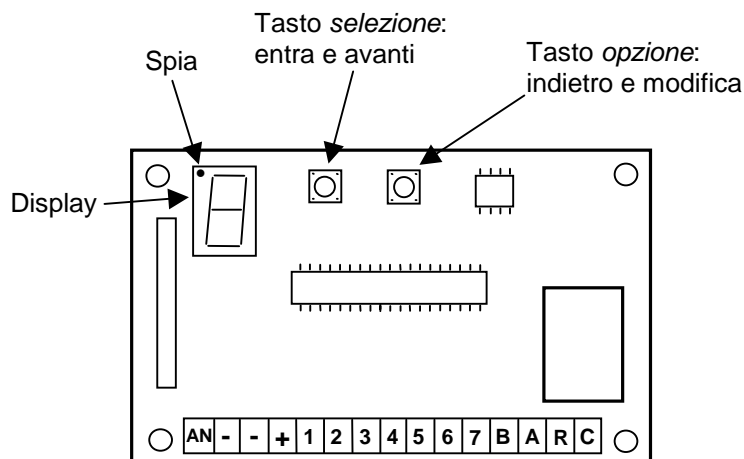 Tasto selezione:
entra e avanti
Tasto opzione:
indietro e modifica
Spia
Display
AN - - + 1 2 3 4 5 6 7 B A R C